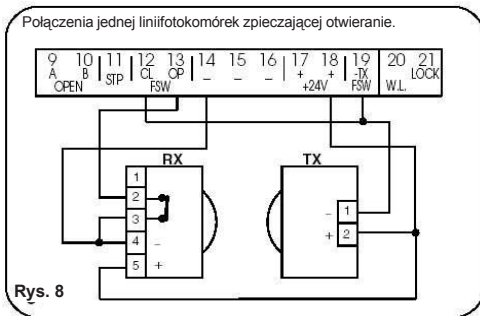 Połączenia jednej liniifotokomórek zpieczającej otwieranie.
9 10 11 12 13 14 15 16 17 18 19 20 21
A B STP CL OP _ _ _ + + -TX LOCK
OPEN FSW +24V FSW W.L.
RX TX
1
2
3
4 -
5 +
- 1
+ 2
Rys. 8